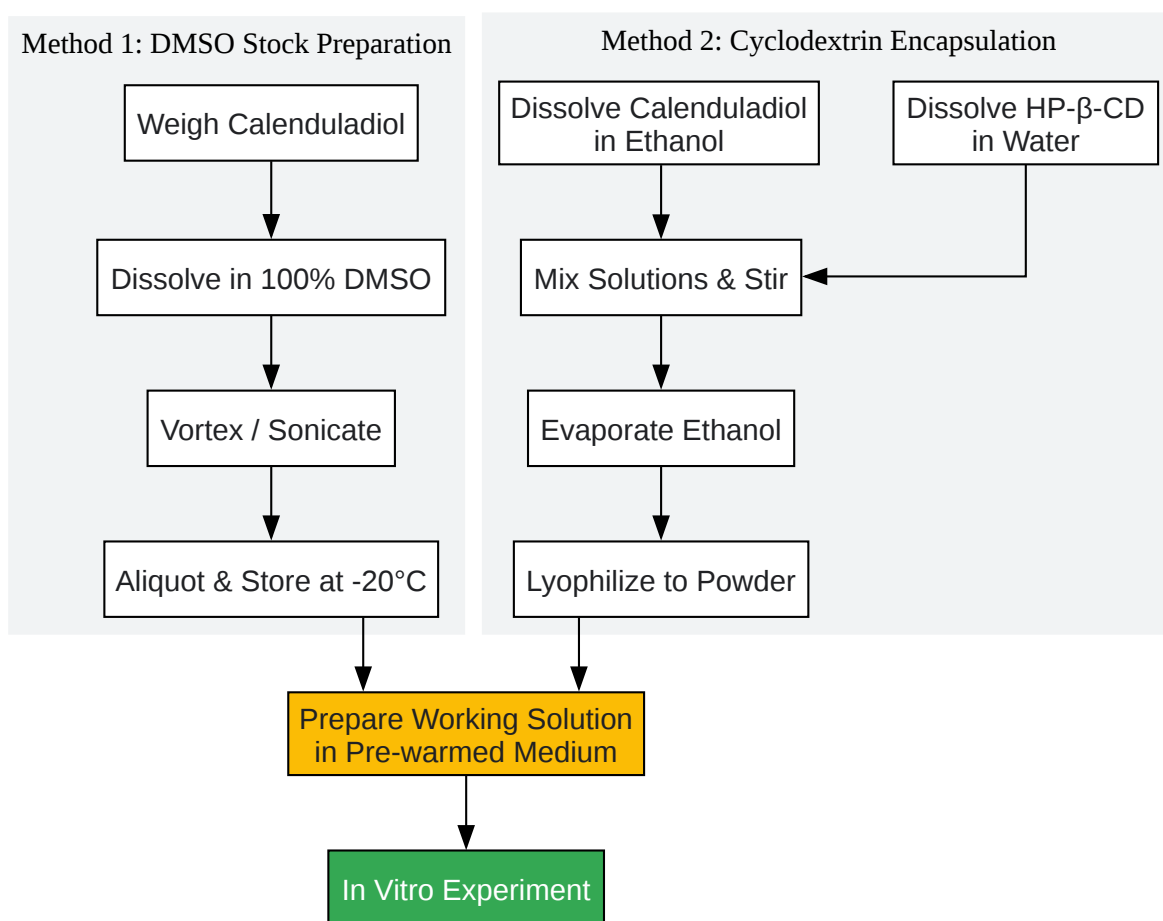 Method 1: DMSO Stock Preparation
Weigh Calenduladiol
Dissolve in 100% DMSO
Vortex / Sonicate
Aliquot & Store at -20°C
Method 2: Cyclodextrin Encapsulation
Dissolve Calenduladiol
in Ethanol
Dissolve HP-β-CD
in Water
Mix Solutions & Stir
Evaporate Ethanol
Lyophilize to Powder
Prepare Working Solution
in Pre-warmed Medium
In Vitro Experiment